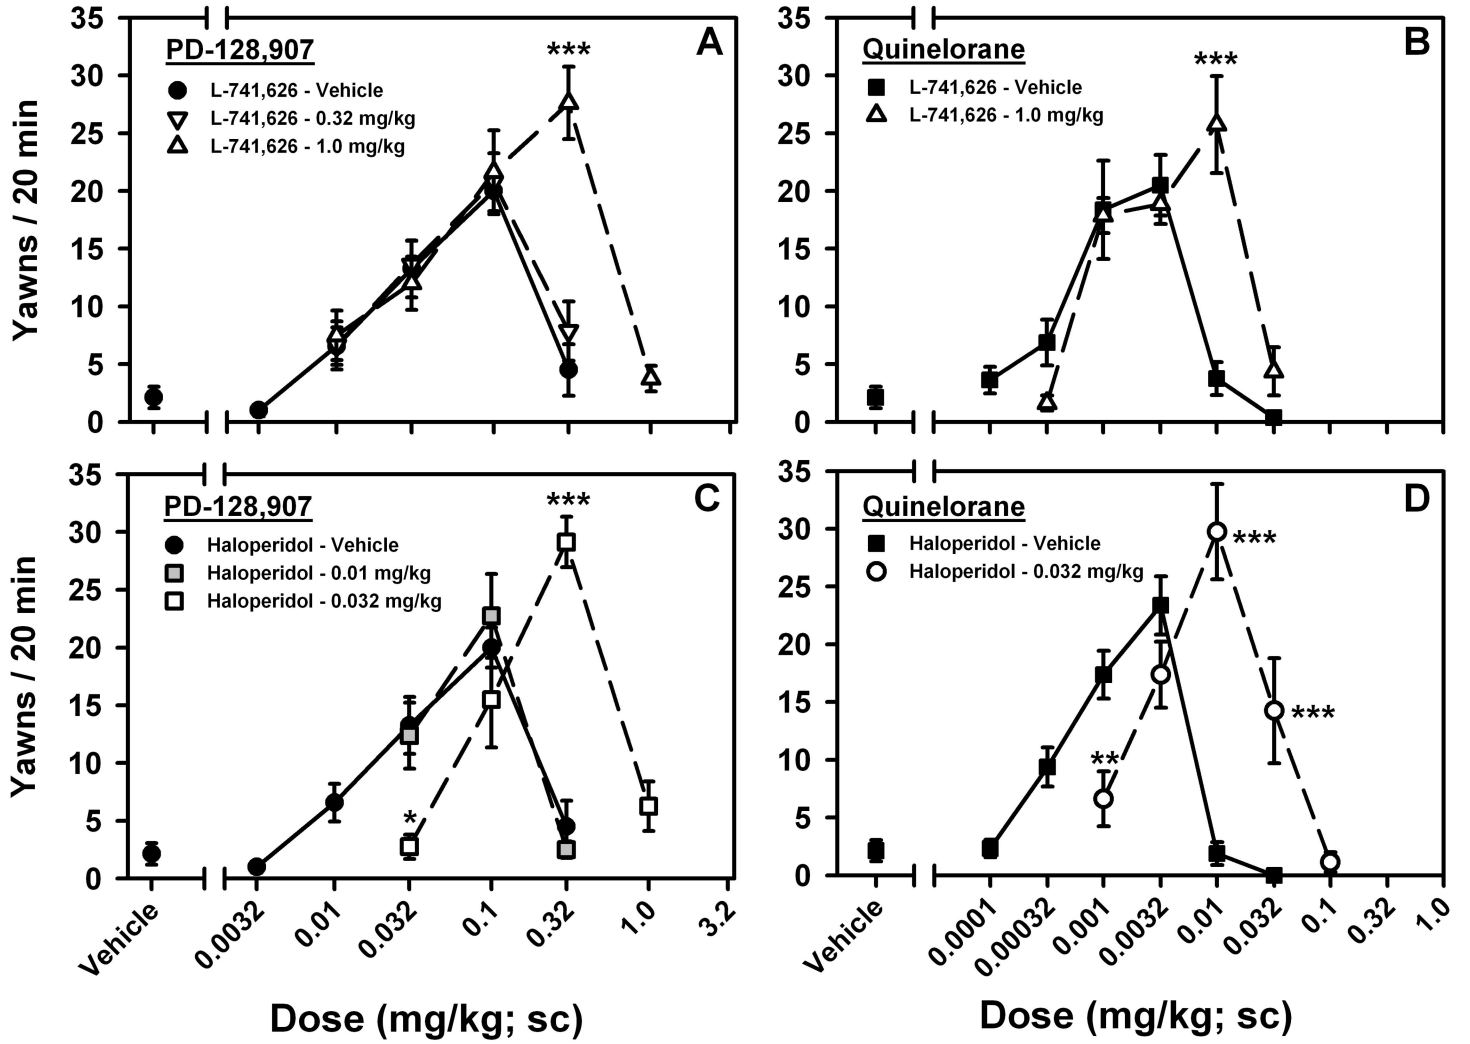 PD-128,907
A
***
L-741,626 - Vehicle
L-741,626 - 0.32 mg/kg
L-741,626 - 1.0 mg/kg
35
30
25
20
15
10
5
0
Yawns / 20 min
Quinelorane
B
***
L-741,626 - Vehicle
L-741,626 - 1.0 mg/kg
35
30
25
20
15
10
5
0
PD-128,907
C
***
Haloperidol - Vehicle
Haloperidol - 0.01 mg/kg
Haloperidol - 0.032 mg/kg
*
35
30
25
20
15
10
5
0
Yawns / 20 min
Vehicle
0.0032
0.01
0.032
0.1
0.32
1.0
3.2
Dose (mg/kg; sc)
Quinelorane
D
Haloperidol - Vehicle
Haloperidol - 0.032 mg/kg
***
***
**
35
30
25
20
15
10
5
0
Vehicle
0.0001
0.00032
0.001
0.0032
0.01
0.032
0.1
0.32
1.0
Dose (mg/kg; sc)